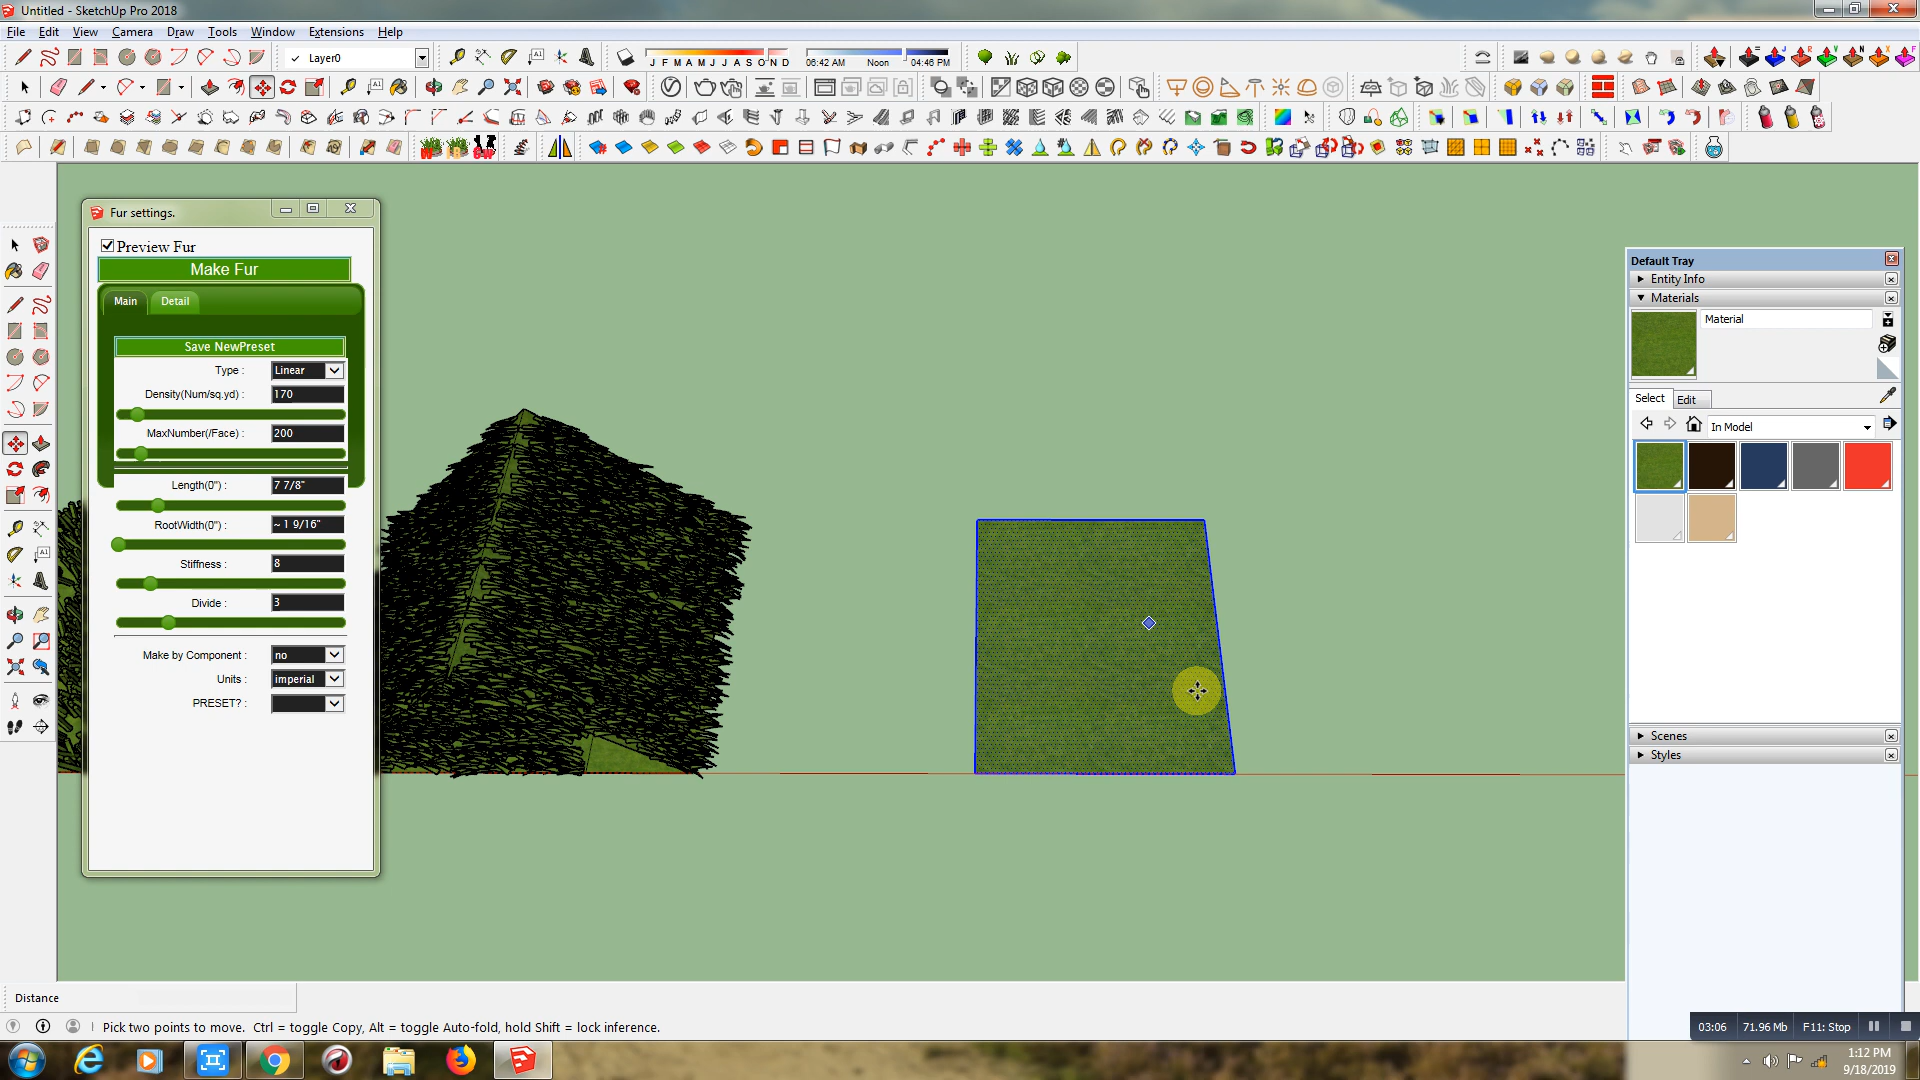 Untitled - SketchUp Pro 2018
File Edit View Camera Draw Tools Window Extensions Help
Layer0
J F M A M J J A S O N D
06:42 AM Noon 04:46 PM
Fur settings.
Preview Fur
Make Fur
Main Detail
Save NewPreset
Type : Linear
Density(Num/sq.yd) : 170
MaxNumber(/Face) : 200
Length(0") : 7 7/8"
RootWidth(0") : ~ 1 9/16"
Stiffness : 8
Divide : 3
Make by Component : no
Units : imperial
PRESET? :
Default Tray
Entity Info
Materials
Material
Select Edit
In Model
Scenes
Styles
Distance
Pick two points to move. Ctrl = toggle Copy, Alt = toggle Auto-fold, hold Shift = lock inference.
03:06 71.96 Mb F11: Stop
1:12 PM
9/18/2019